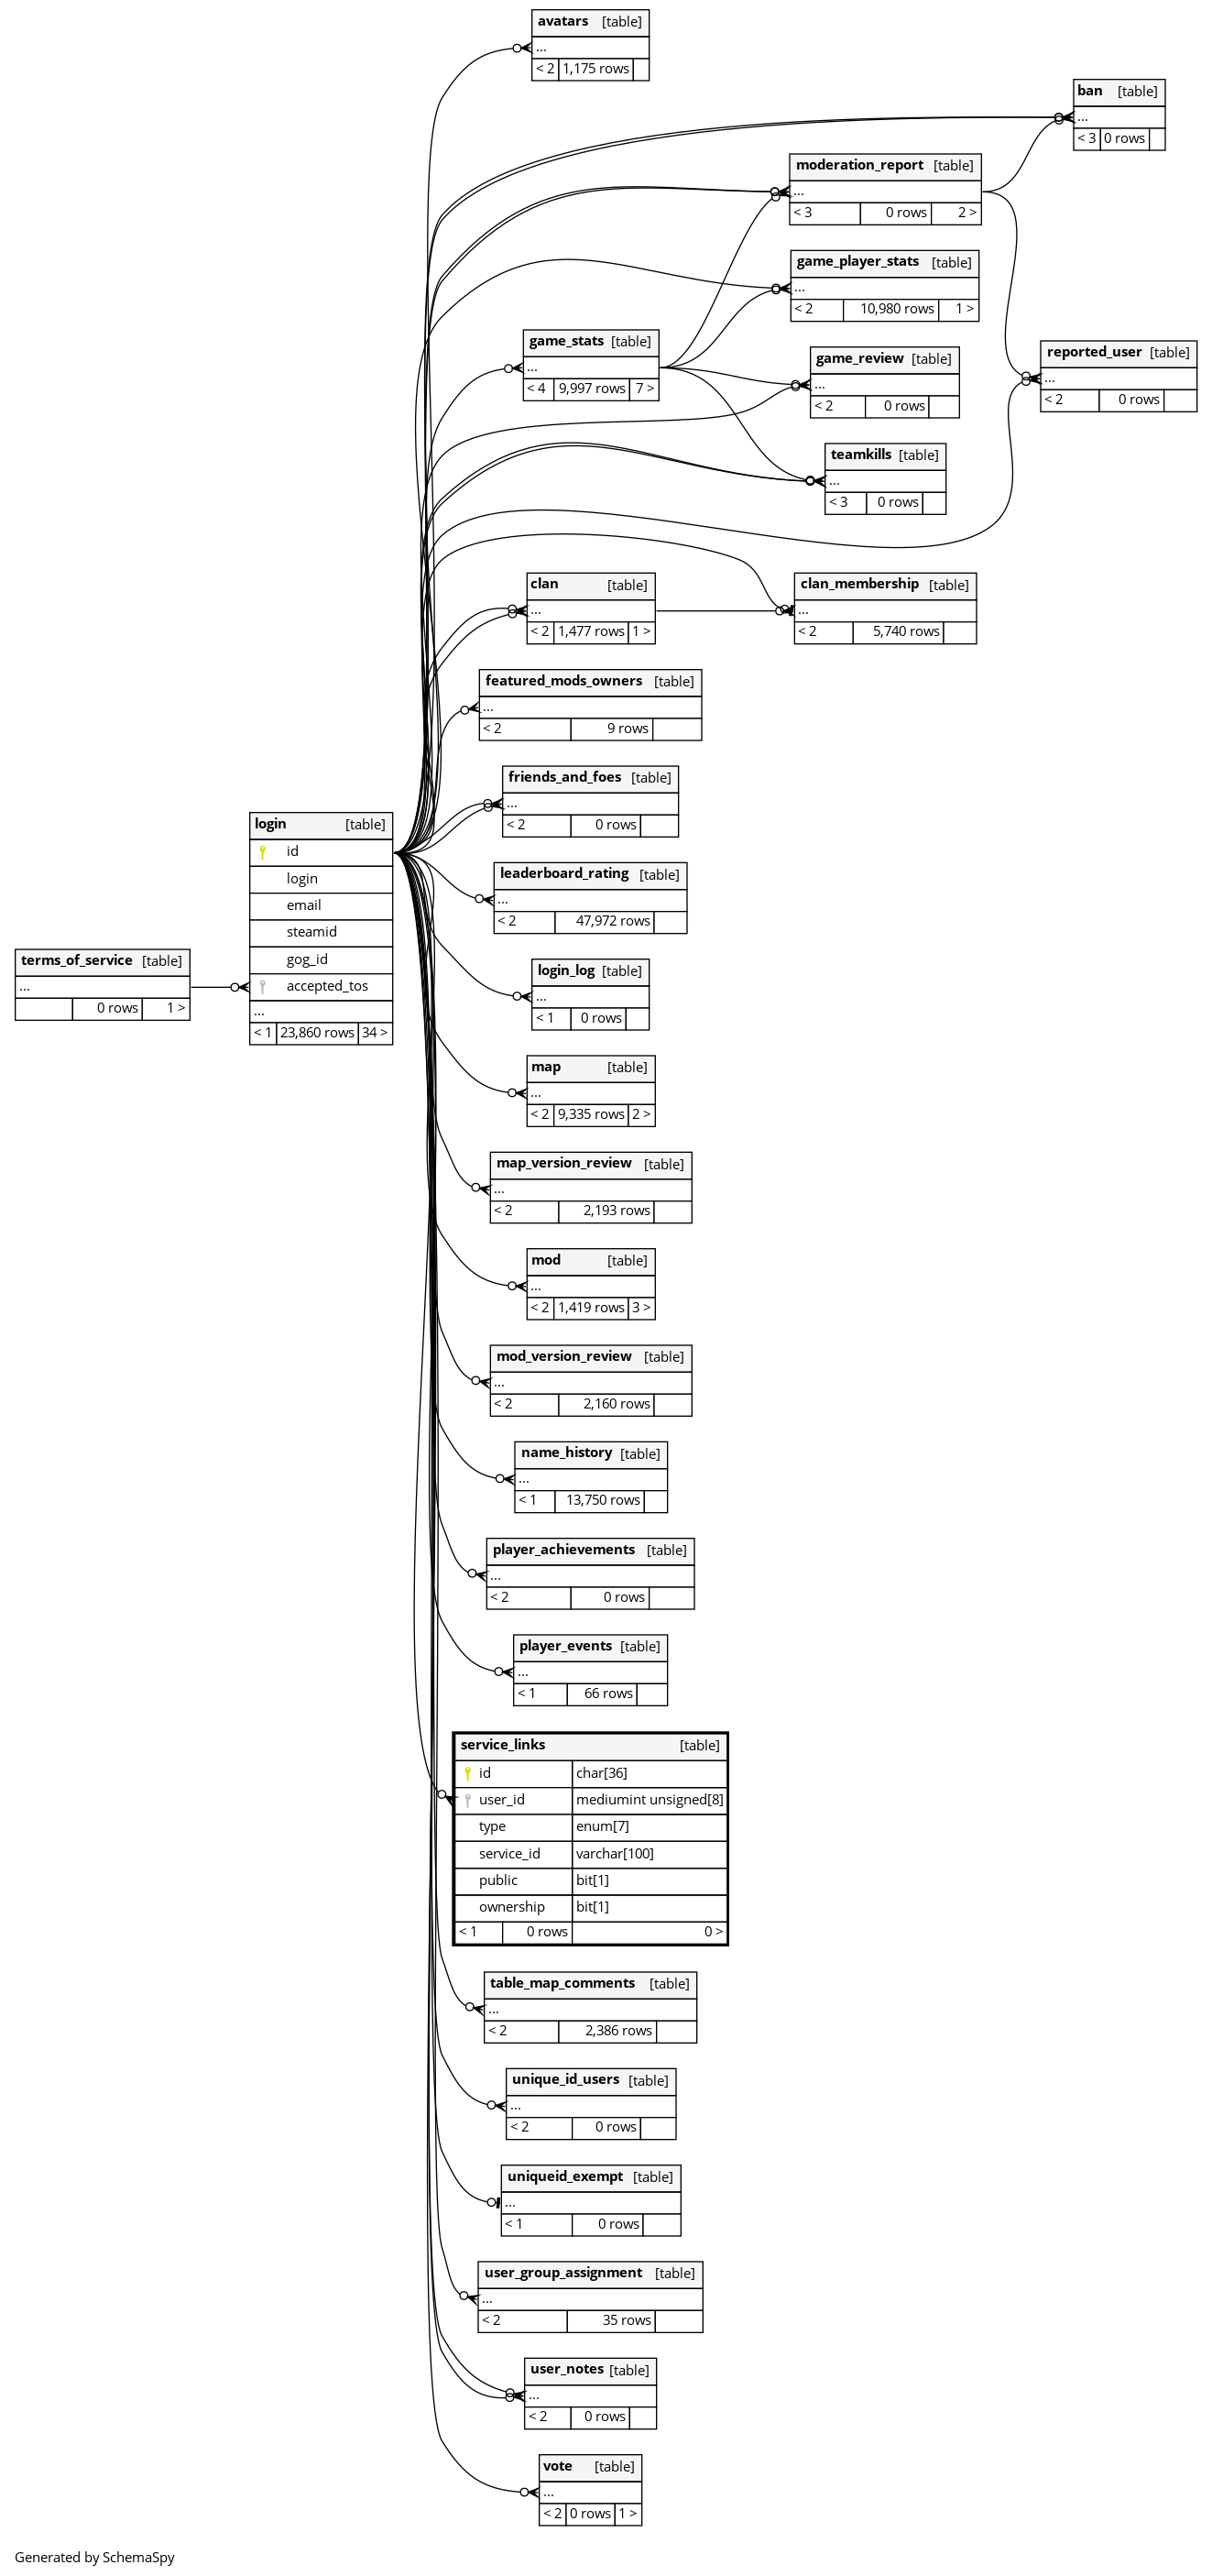 avatars [table]
...
< 2 1,175 rows
ban [table]
...
< 3 0 rows
moderation_report [table]
...
< 3 0 rows 2 >
game_player_stats [table]
...
< 2 10,980 rows 1 >
game_stats [table]
...
< 4 9,997 rows 7 >
game_review [table]
...
< 2 0 rows
reported_user [table]
...
< 2 0 rows
teamkills [table]
...
< 3 0 rows
clan [table]
...
< 2 1,477 rows 1 >
clan_membership [table]
...
< 2 5,740 rows
featured_mods_owners [table]
...
< 2 9 rows
friends_and_foes [table]
...
< 2 0 rows
login [table]
id
login
email
steamid
gog_id
accepted_tos
...
< 1 23,860 rows 34 >
leaderboard_rating [table]
...
< 2 47,972 rows
terms_of_service [table]
...
0 rows 1 >
login_log [table]
...
< 1 0 rows
map [table]
...
< 2 9,335 rows 2 >
map_version_review [table]
...
< 2 2,193 rows
mod [table]
...
< 2 1,419 rows 3 >
mod_version_review [table]
...
< 2 2,160 rows
name_history [table]
...
< 1 13,750 rows
player_achievements [table]
...
< 2 0 rows
player_events [table]
...
< 1 66 rows
service_links [table]
id char[36]
user_id mediumint unsigned[8]
type enum[7]
service_id varchar[100]
public bit[1]
ownership bit[1]
< 1 0 rows 0 >
table_map_comments [table]
...
< 2 2,386 rows
unique_id_users [table]
...
< 2 0 rows
uniqueid_exempt [table]
...
< 1 0 rows
user_group_assignment [table]
...
< 2 35 rows
user_notes [table]
...
< 2 0 rows
vote [table]
...
< 2 0 rows 1 >
Generated by SchemaSpy